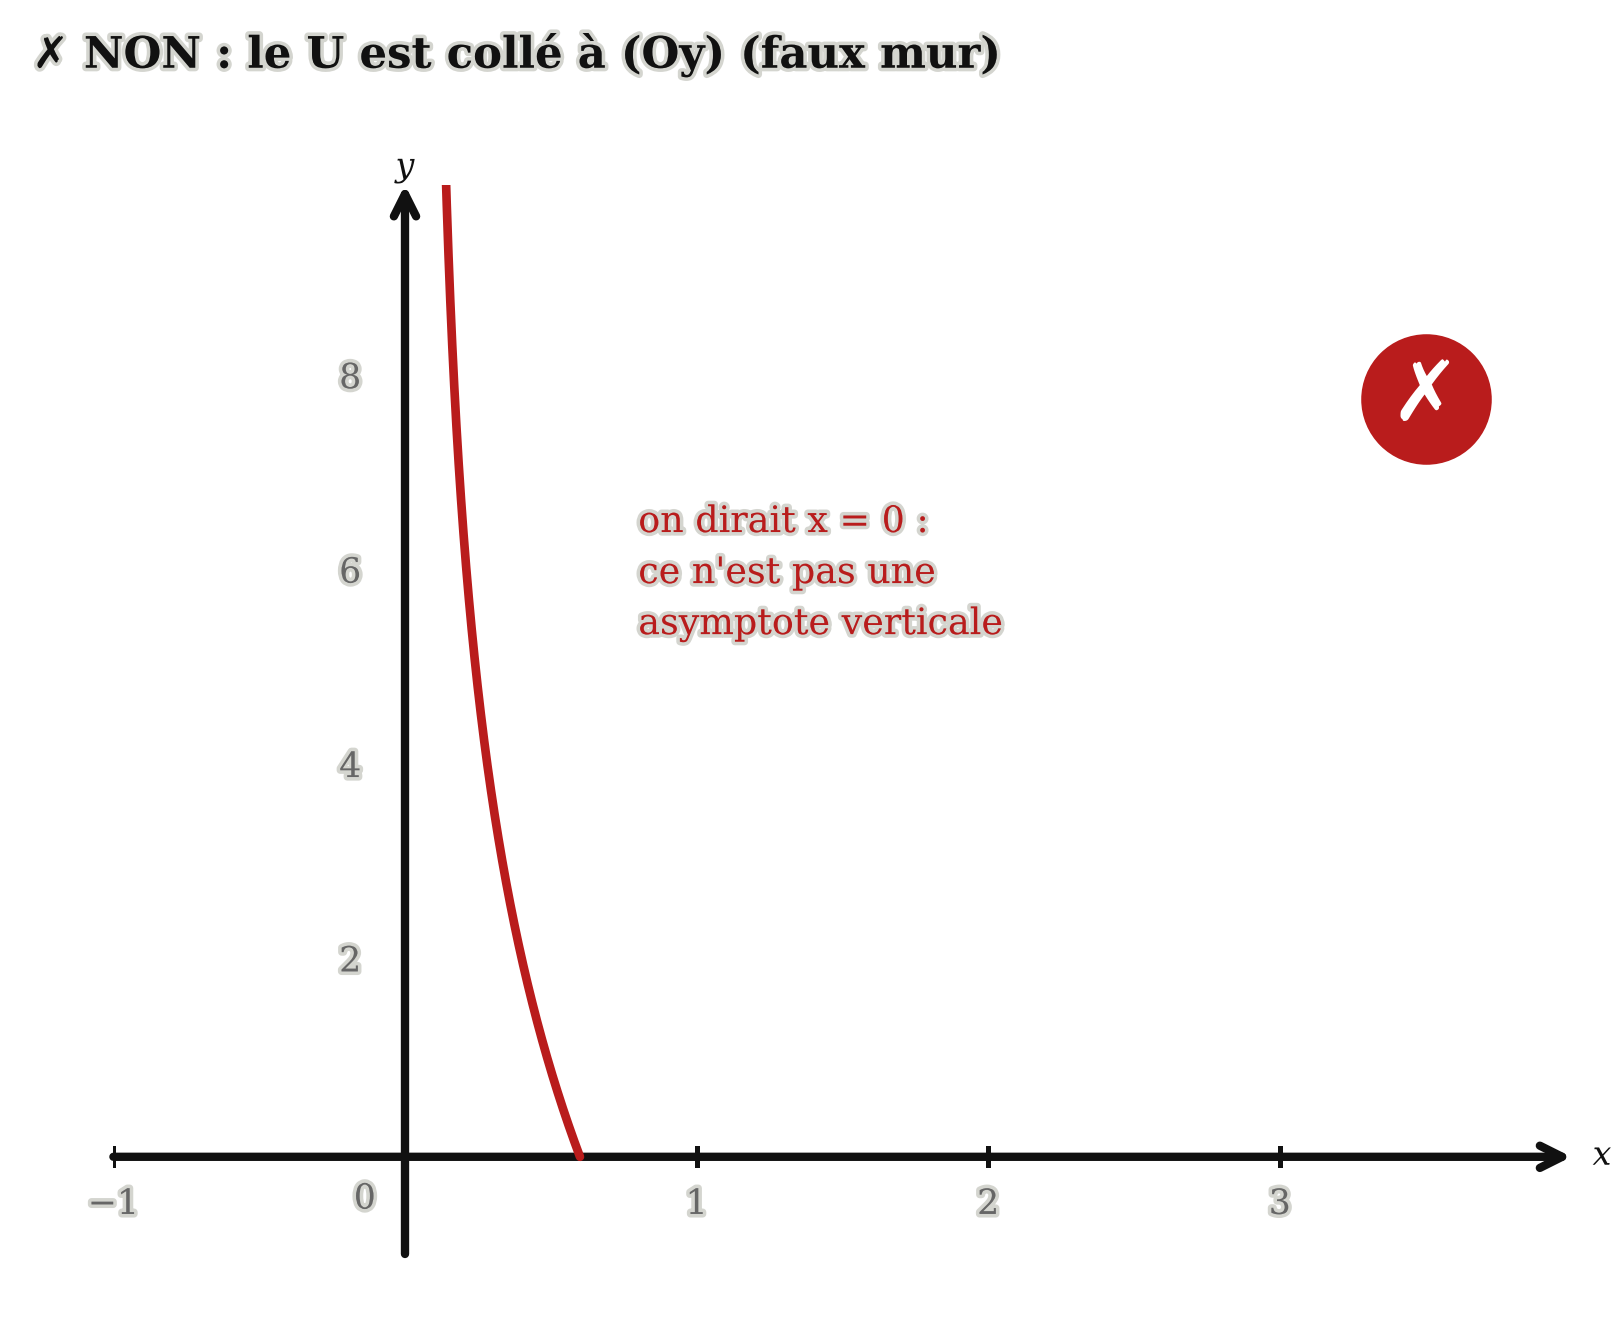 ✗ NON : le U est collé à (Oy) (faux mur)
y
8
✗
on dirait x = 0 :
6
ce n'est pas une
asymptote verticale
4
2
x
−1
0
1
2
3